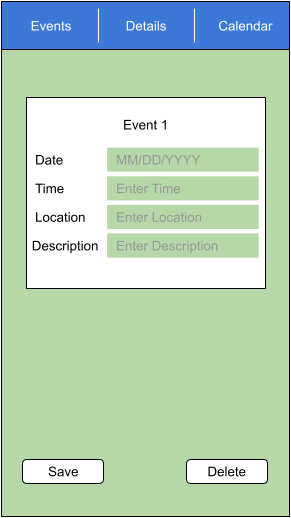 Events Details Calendar
Event 1
Date MM/DD/YYYY
Time Enter Time
Location Enter Location
Description Enter Description
Save Delete